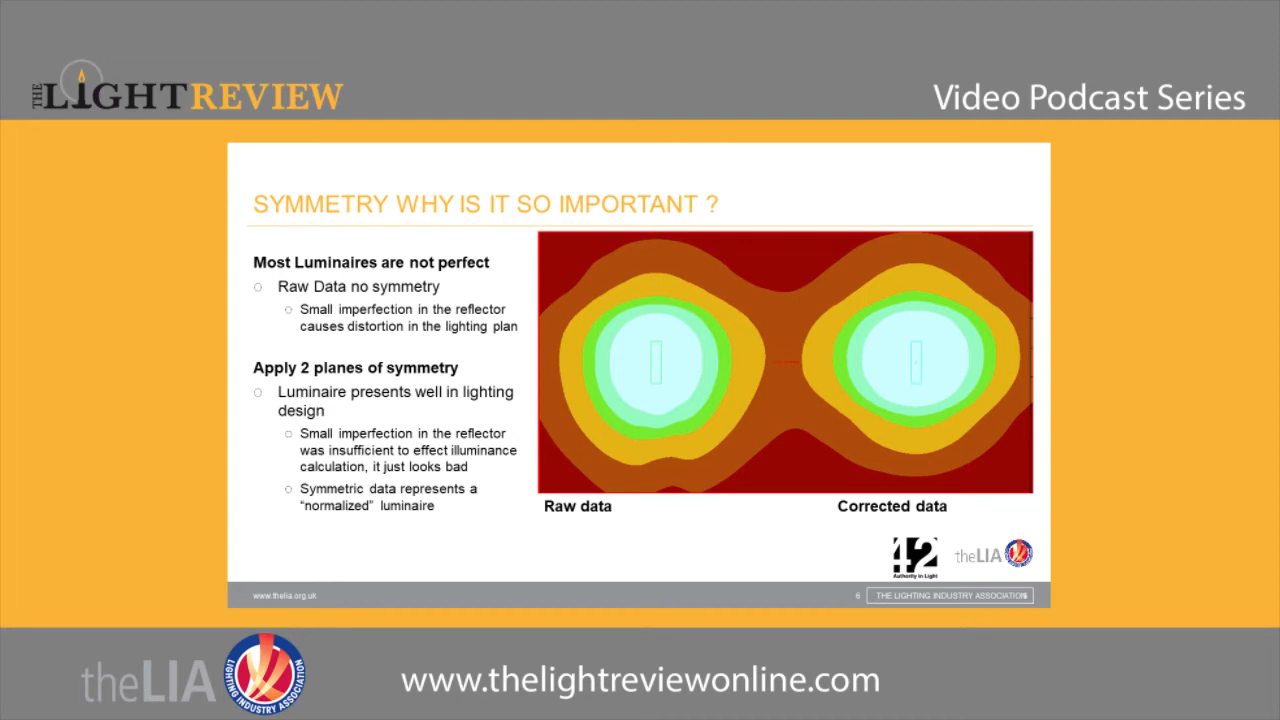 THE LIGHT REVIEW
Video Podcast Series
SYMMETRY WHY IS IT SO IMPORTANT ?
Most Luminaires are not perfect
Raw Data no symmetry
Small imperfection in the reflector
causes distortion in the lighting plan
Apply 2 planes of symmetry
Luminaire presents well in lighting
design
Small imperfection in the reflector
was insufficient to effect illuminance
calculation, it just looks bad
Symmetric data represents a
“normalized” luminaire
Raw data
Corrected data
42
Authority in Light
theLIA
www.thelia.org.uk
6
THE LIGHTING INDUSTRY ASSOCIATION
theLIA
LIGHTING INDUSTRY ASSOCIATION
www.thelightreviewonline.com